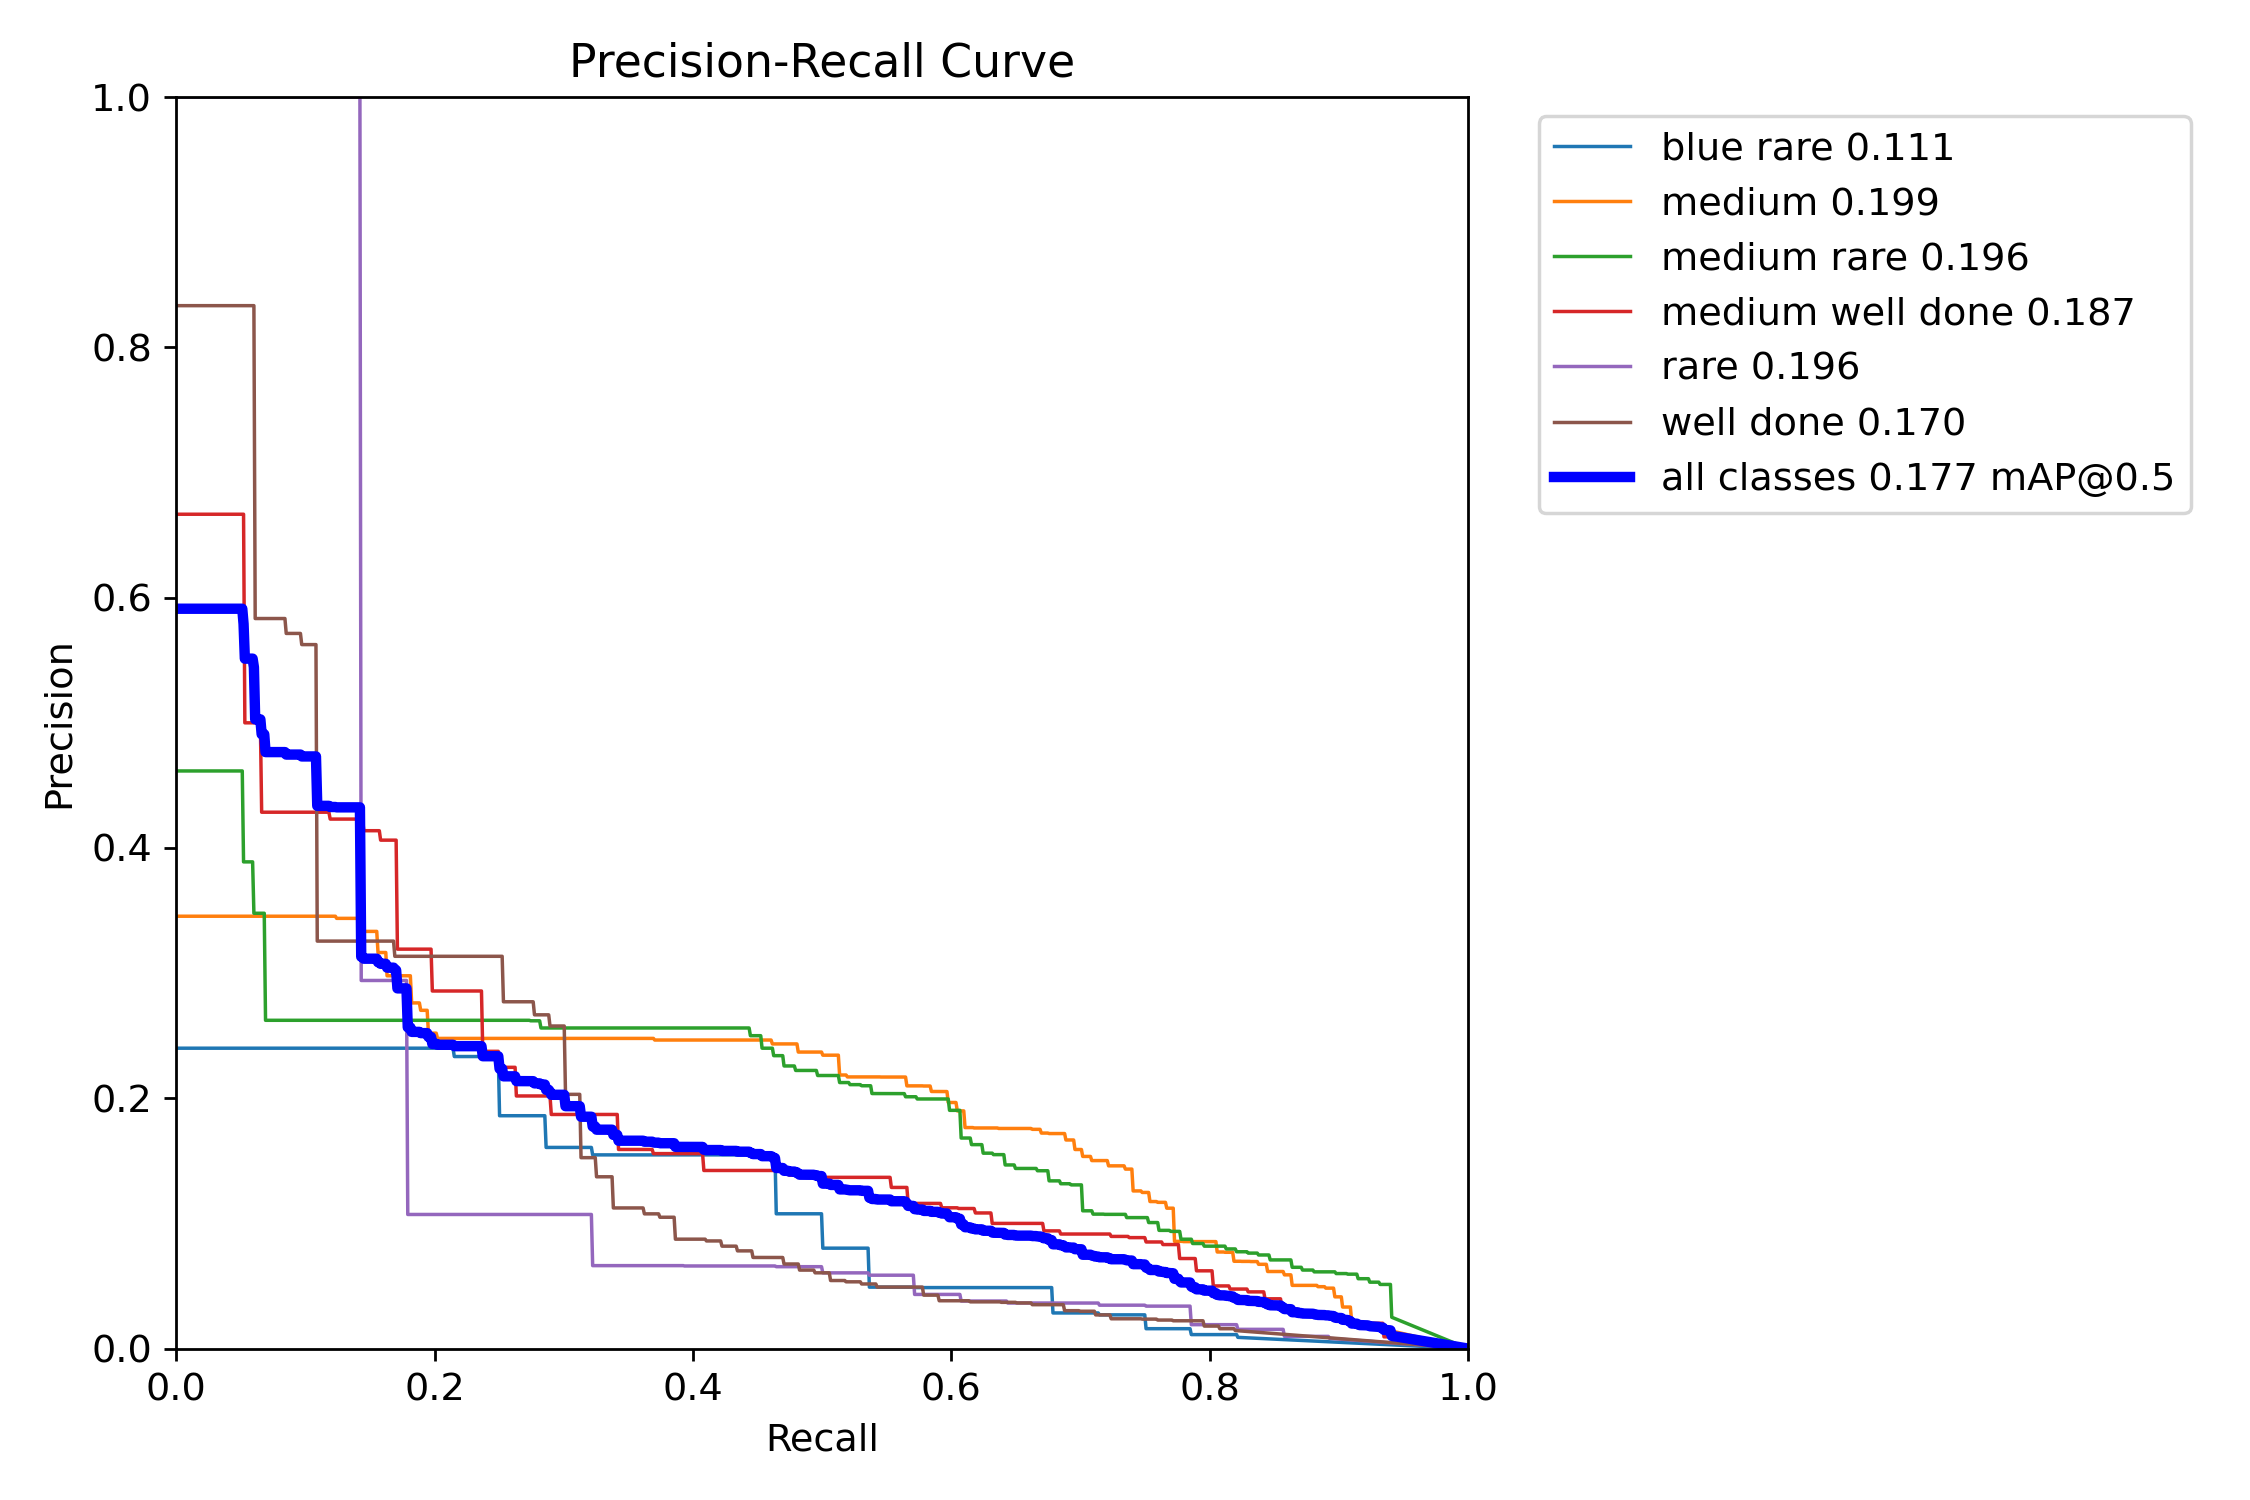 Precision-Recall Curve
1.0
0.8
0.6
0.4
0.2
0.0
Precision
0.0 0.2 0.4 0.6 0.8 1.0
Recall
blue rare 0.111
medium 0.199
medium rare 0.196
medium well done 0.187
rare 0.196
well done 0.170
all classes 0.177 mAP@0.5